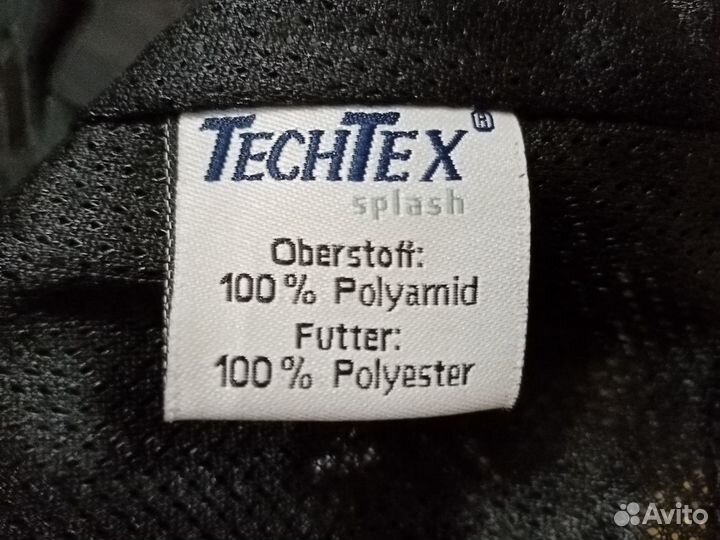 TECHTEX®
splash
Oberstoff:
100% Polyamid
Futter:
100% Polyester
Avito